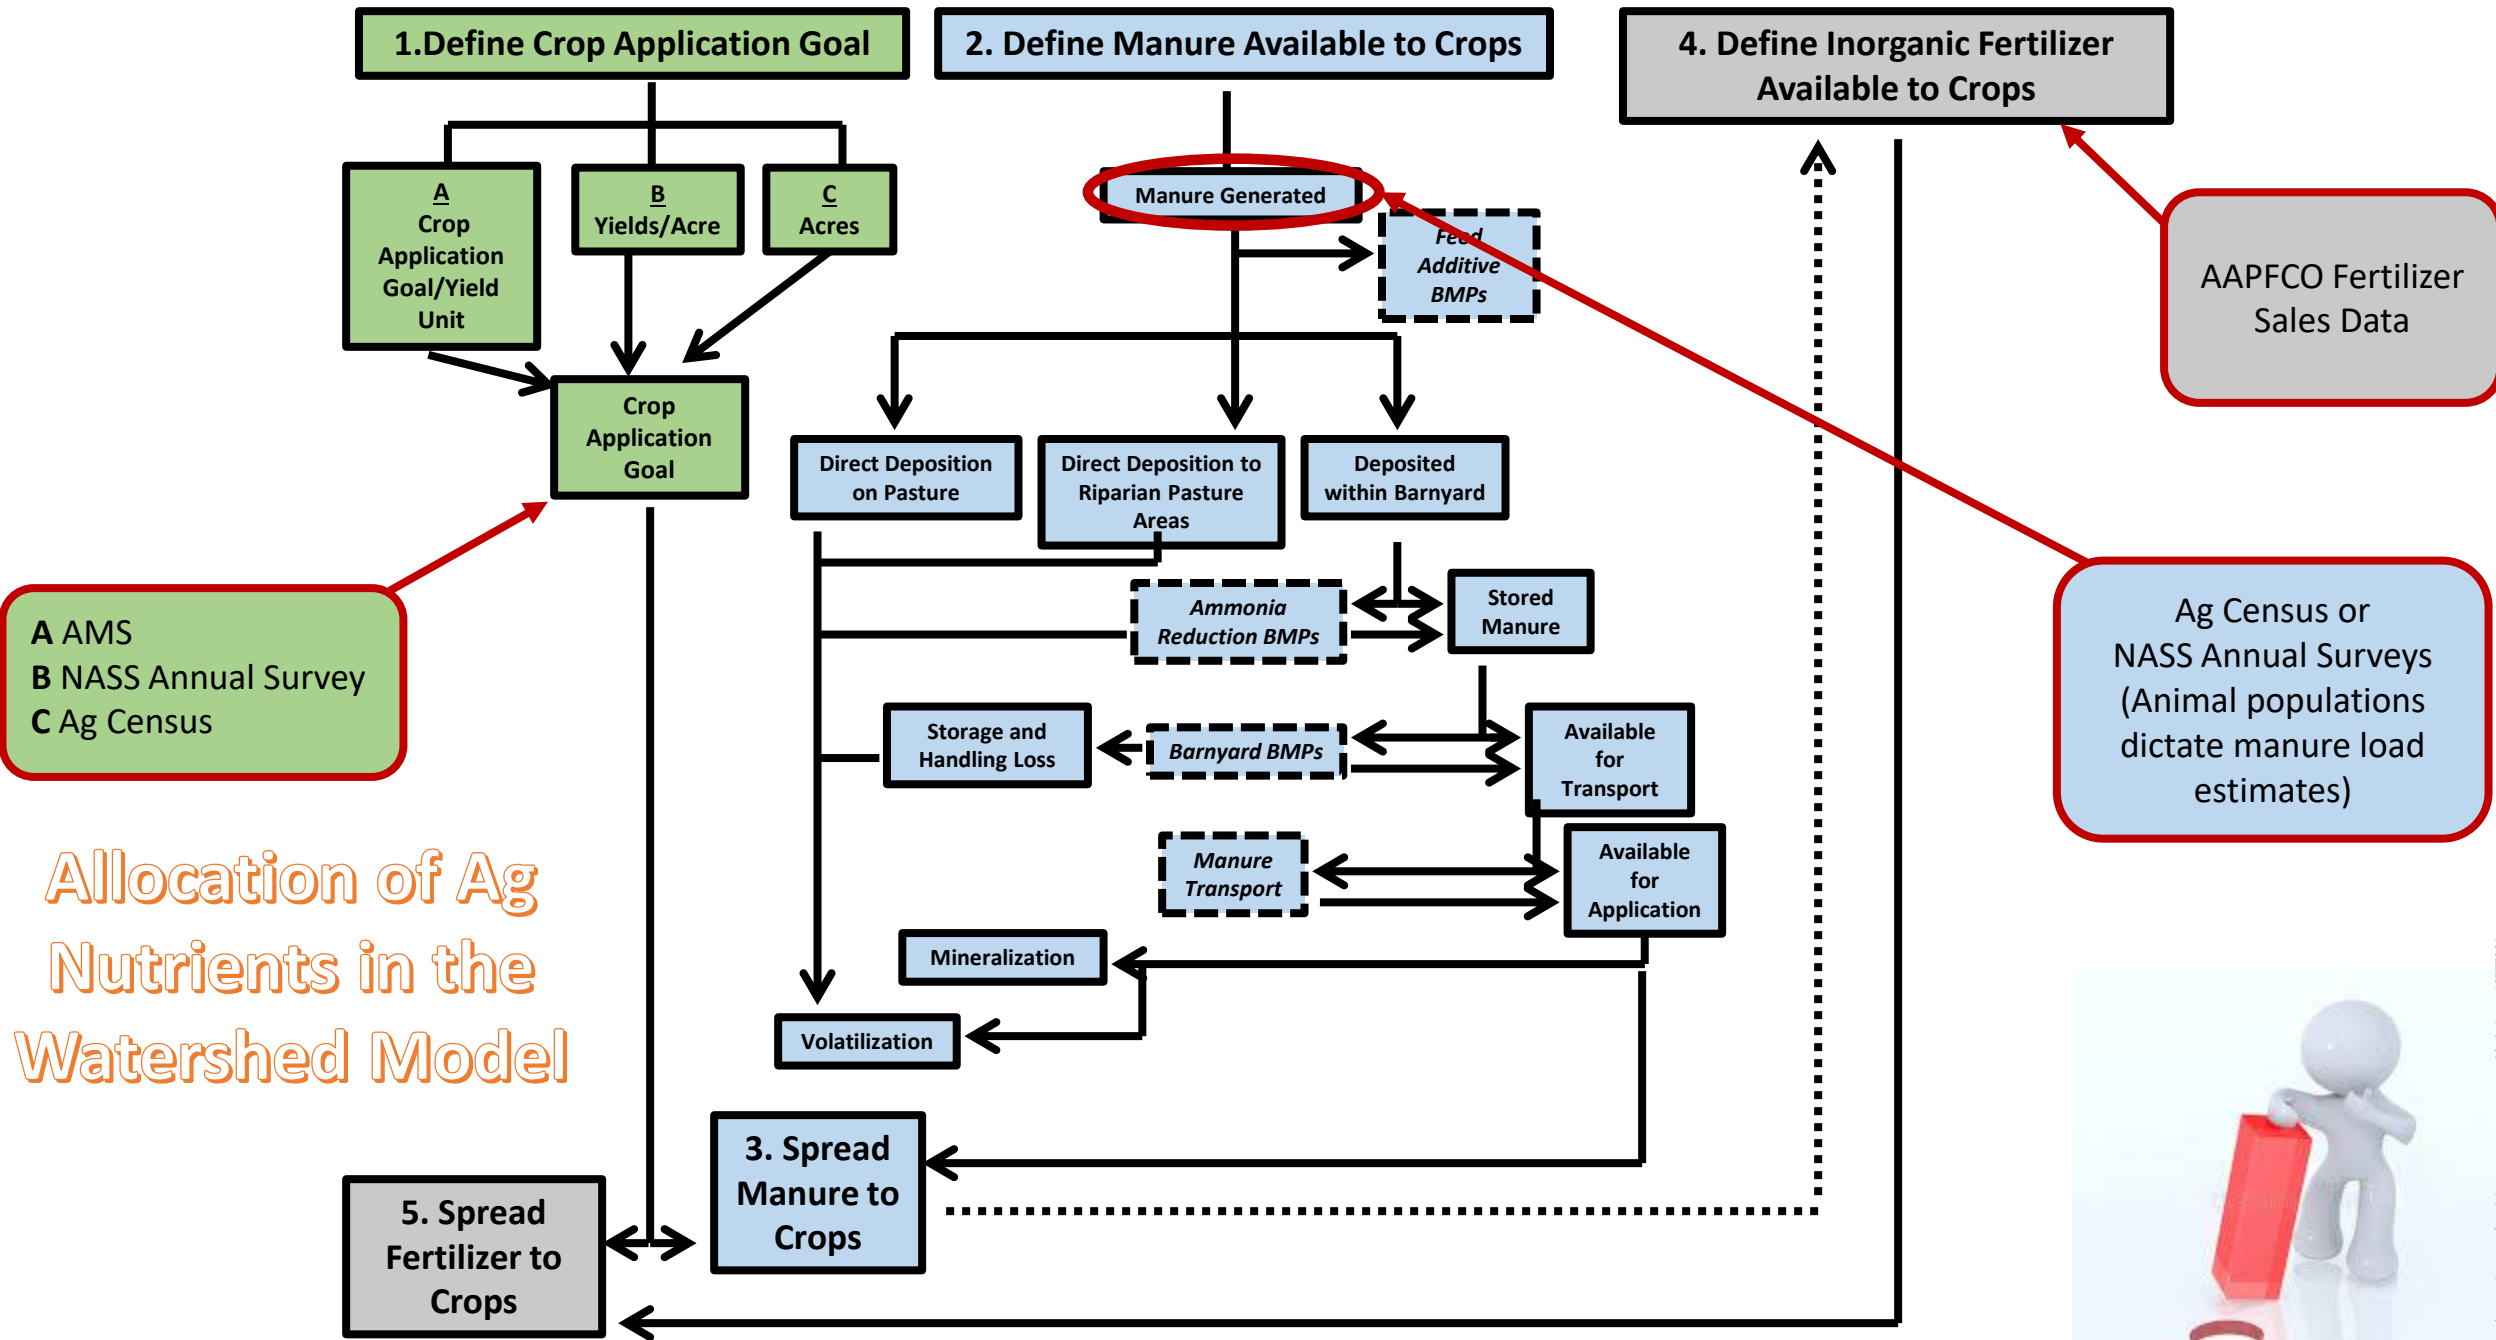 1.Define Crop Application Goal
2. Define Manure Available to Crops
4. Define Inorganic Fertilizer
Available to Crops
A
Crop
Application
Goal/Yield
Unit
B
Yields/Acre
C
Acres
Manure Generated
Feed
Additive
BMPs
AAPFCO Fertilizer
Sales Data
Crop
Application
Goal
Direct Deposition
on Pasture
Direct Deposition to
Riparian Pasture
Areas
Deposited
within Barnyard
A AMS
B NASS Annual Survey
C Ag Census
Ammonia
Reduction BMPs
Stored
Manure
Ag Census or
NASS Annual Surveys
(Animal populations
dictate manure load
estimates)
Storage and
Handling Loss
Barnyard BMPs
Available
for
Transport
Manure
Transport
Available
for
Application
Allocation of Ag
Nutrients in the
Watershed Model
Mineralization
Volatilization
3. Spread
Manure to
Crops
5. Spread
Fertilizer to
Crops